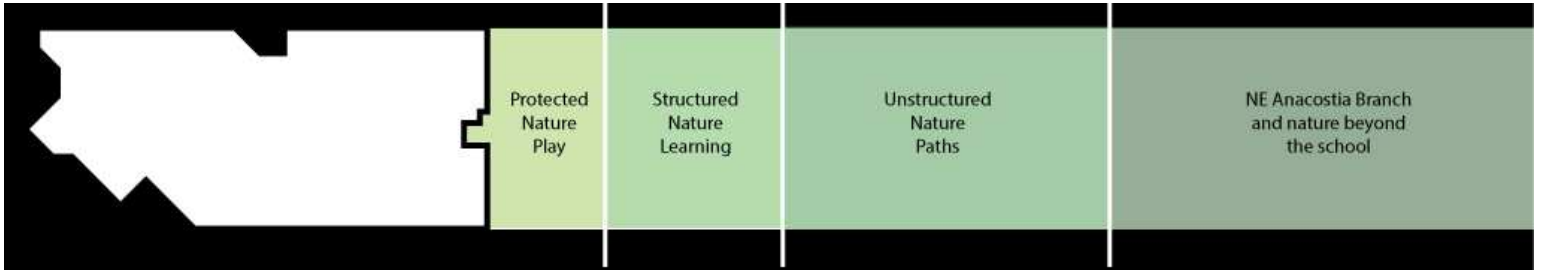 Protected
Nature
Play
Structured
Nature
Learning
Unstructured
Nature
Paths
NE Anacostia Branch
and nature beyond
the school